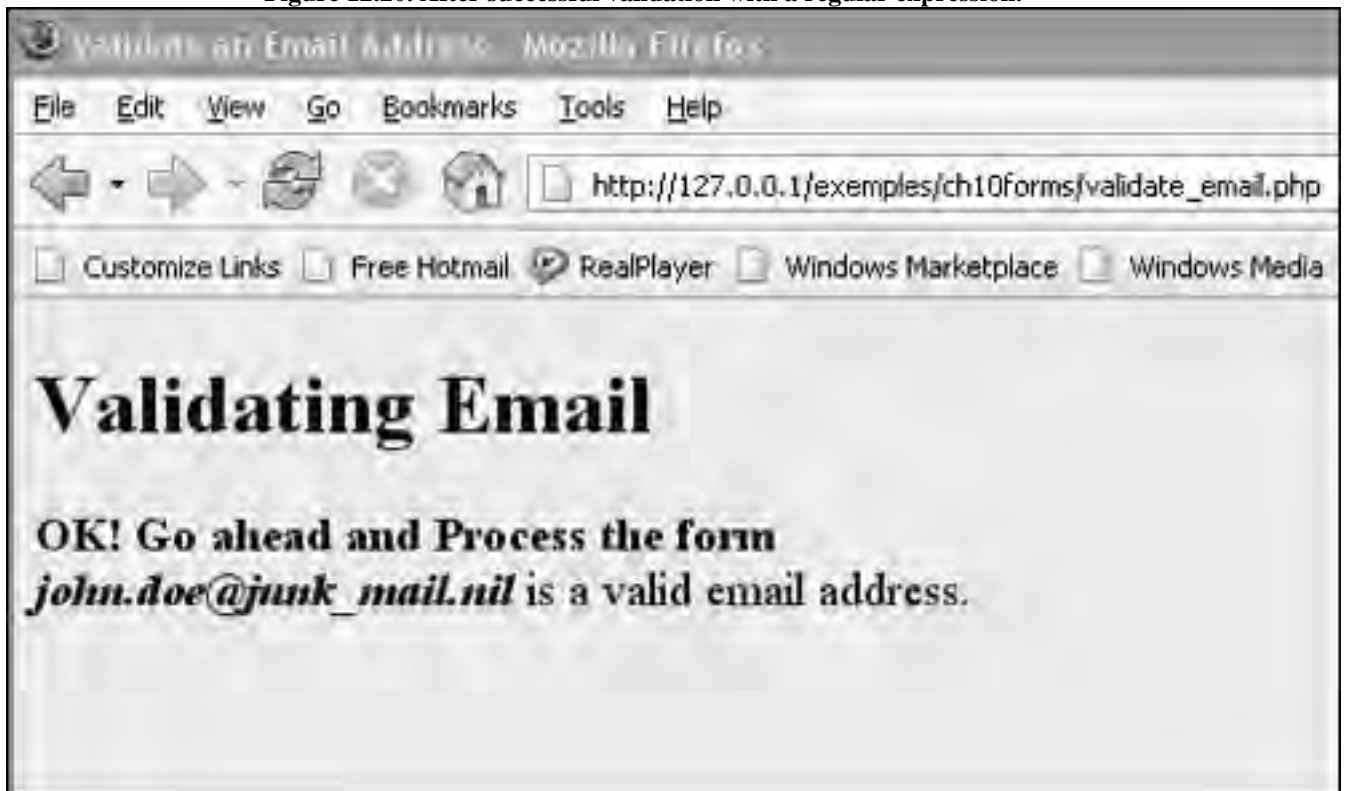 Validate an Email Address - Mozilla Firefox
File Edit View Go Bookmarks Tools Help
http://127.0.0.1/exemples/ch10forms/validate_email.php
Customize Links Free Hotmail RealPlayer Windows Marketplace Windows Media
Validating Email
OK! Go ahead and Process the form
john.doe@junk_mail.nil is a valid email address.